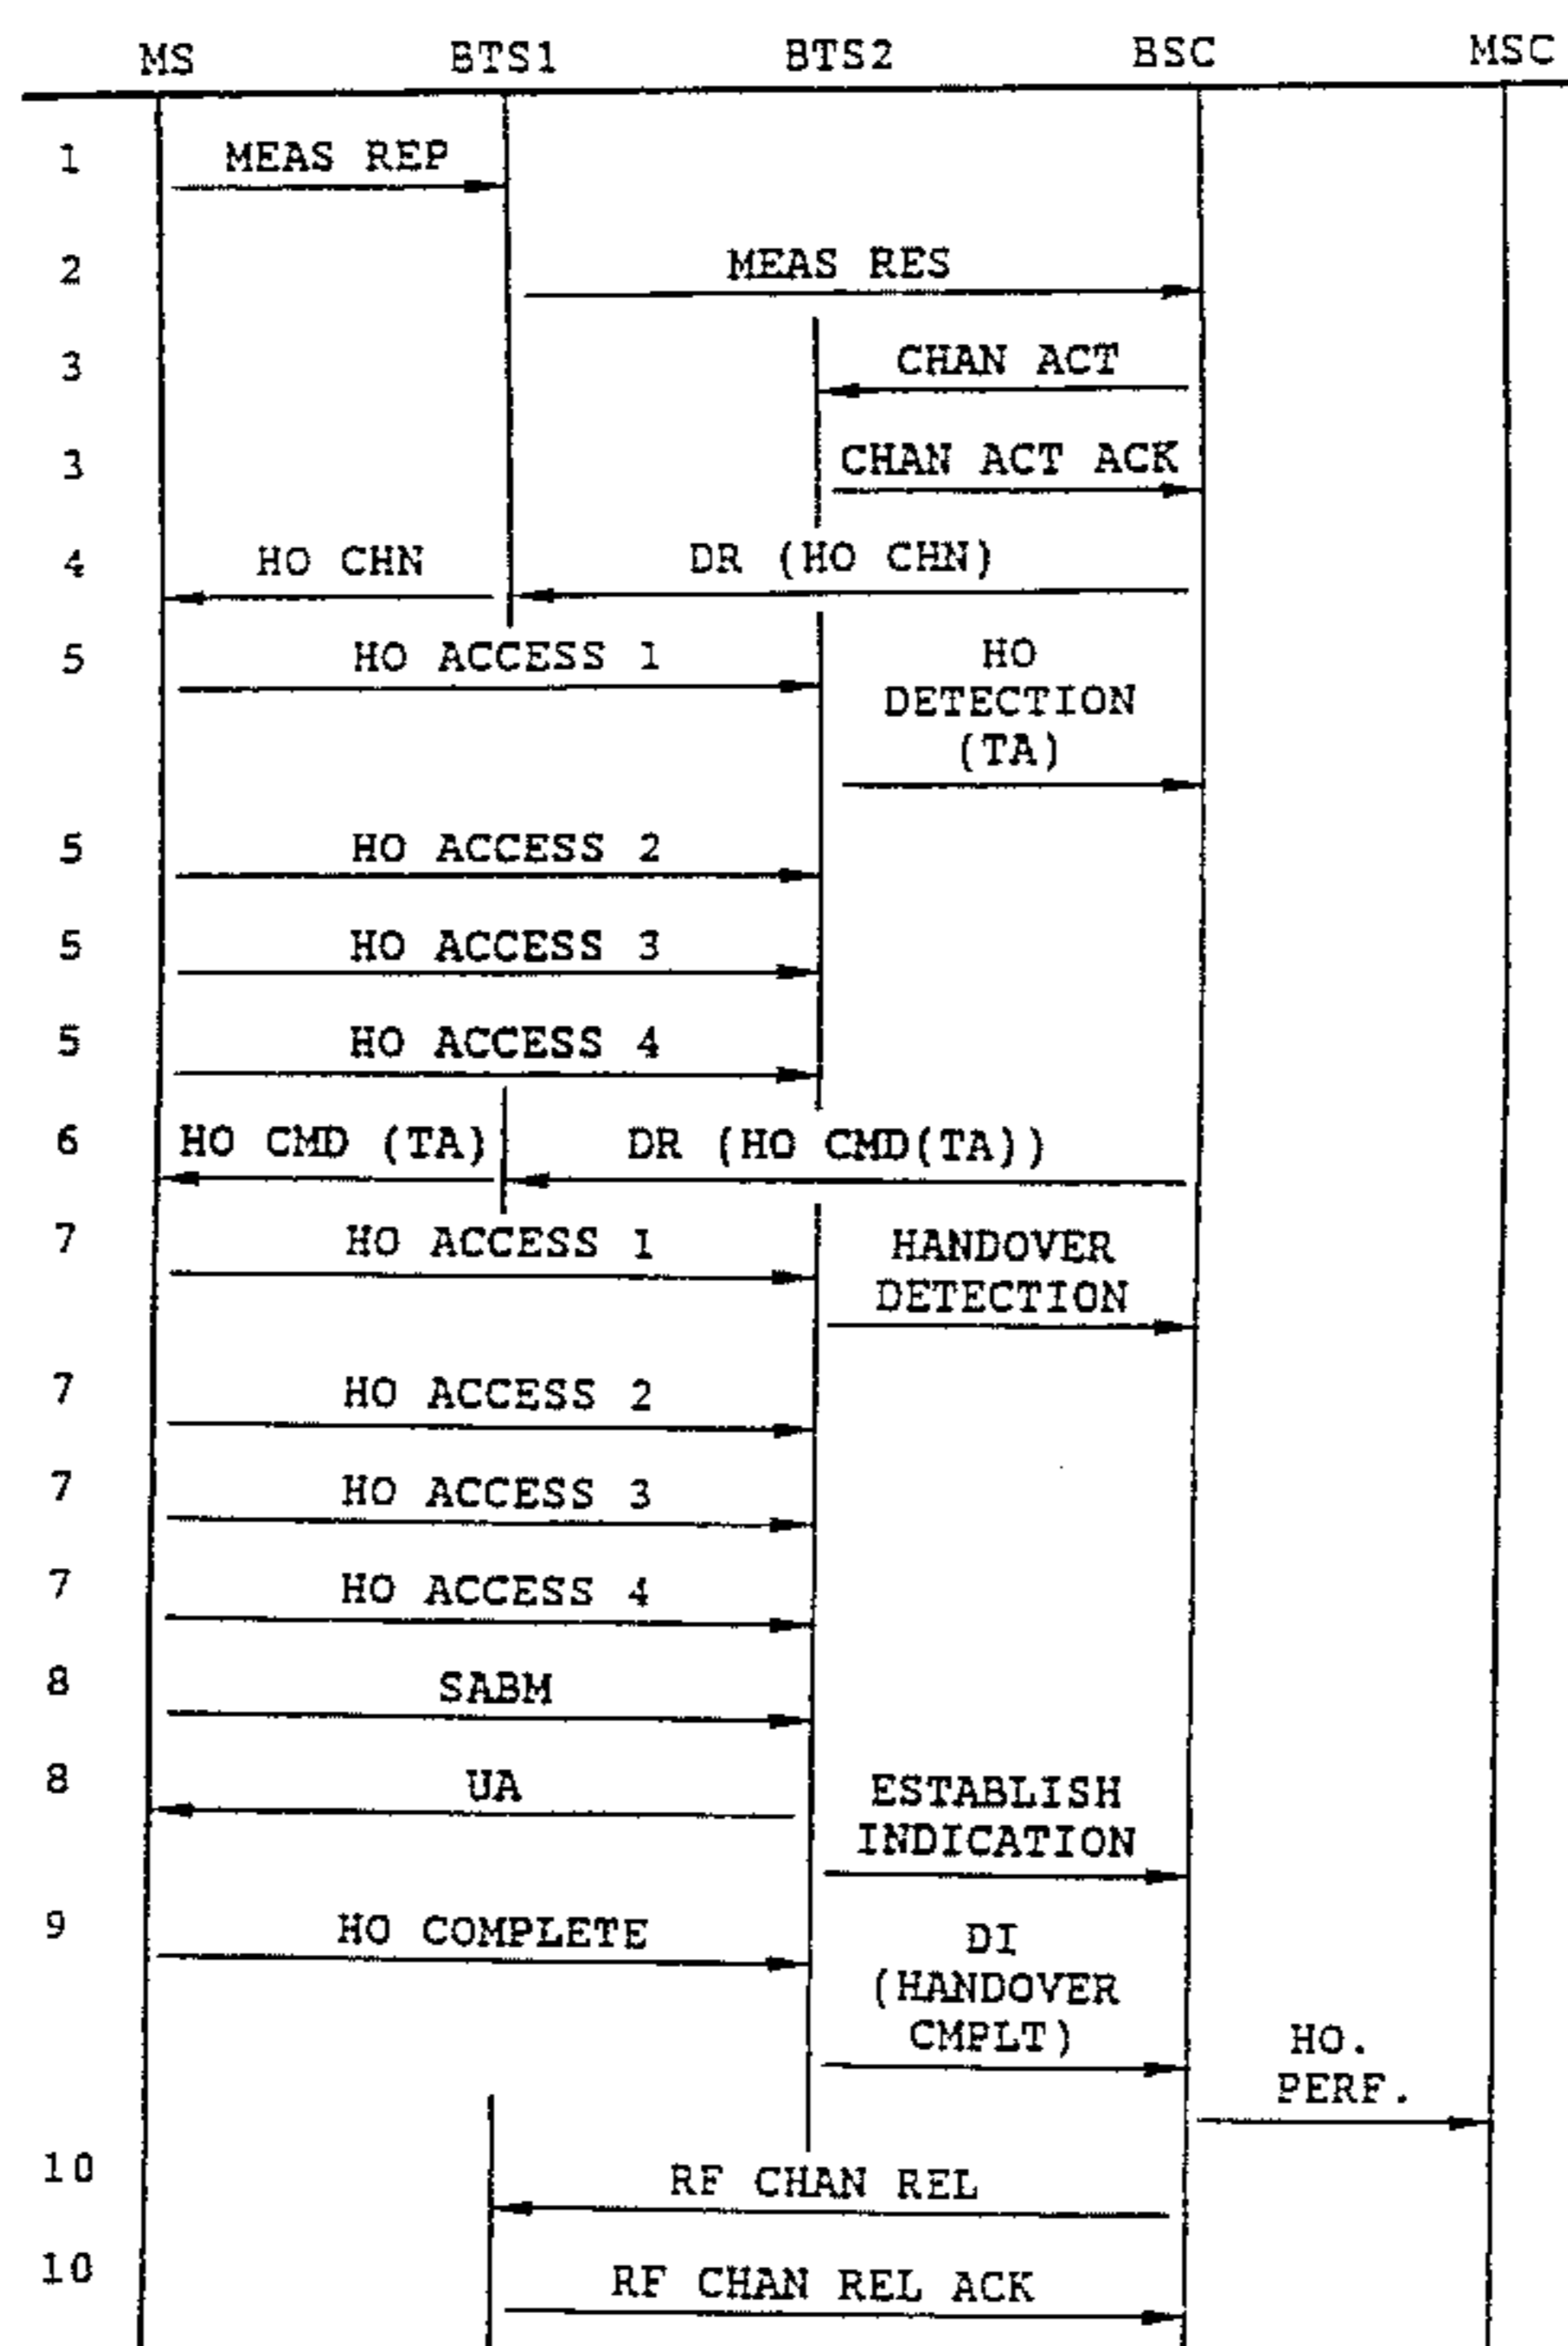 MS BTS1 BTS2 BSC MSC
1 MEAS REP
2 MEAS RES
3 CHAN ACT
3 CHAN ACT ACK
4 HO CHN DR (HO CHN)
5 HO ACCESS 1 HO
DETECTION
(TA)
5 HO ACCESS 2
5 HO ACCESS 3
5 HO ACCESS 4
6 HO CMD (TA) DR (HO CMD(TA))
7 HO ACCESS 1 HANDOVER
DETECTION
7 HO ACCESS 2
7 HO ACCESS 3
7 HO ACCESS 4
8 SABM
8 UA ESTABLISH
INDICATION
9 HO COMPLETE DI
(HANDOVER
CMPLT)
HO.
PERF.
10 RF CHAN REL
10 RF CHAN REL ACK